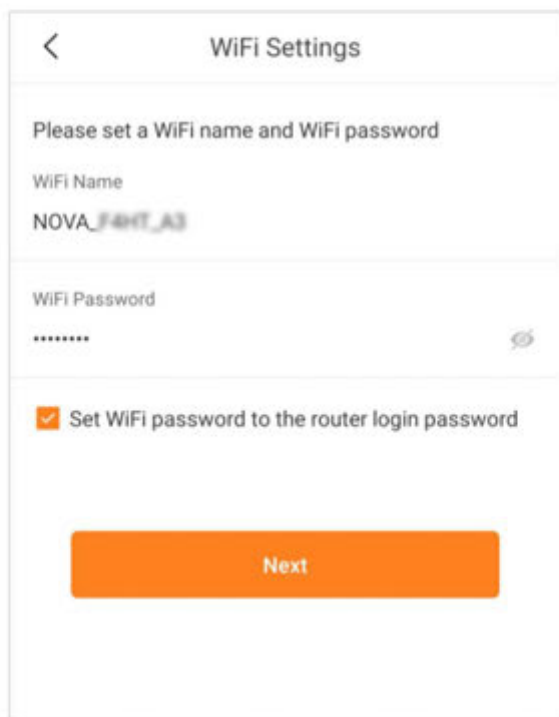 WiFi Settings
Please set a WiFi name and WiFi password
WiFi Name
NOVA_
WiFi Password
••••••••
Set WiFi password to the router login password
Next